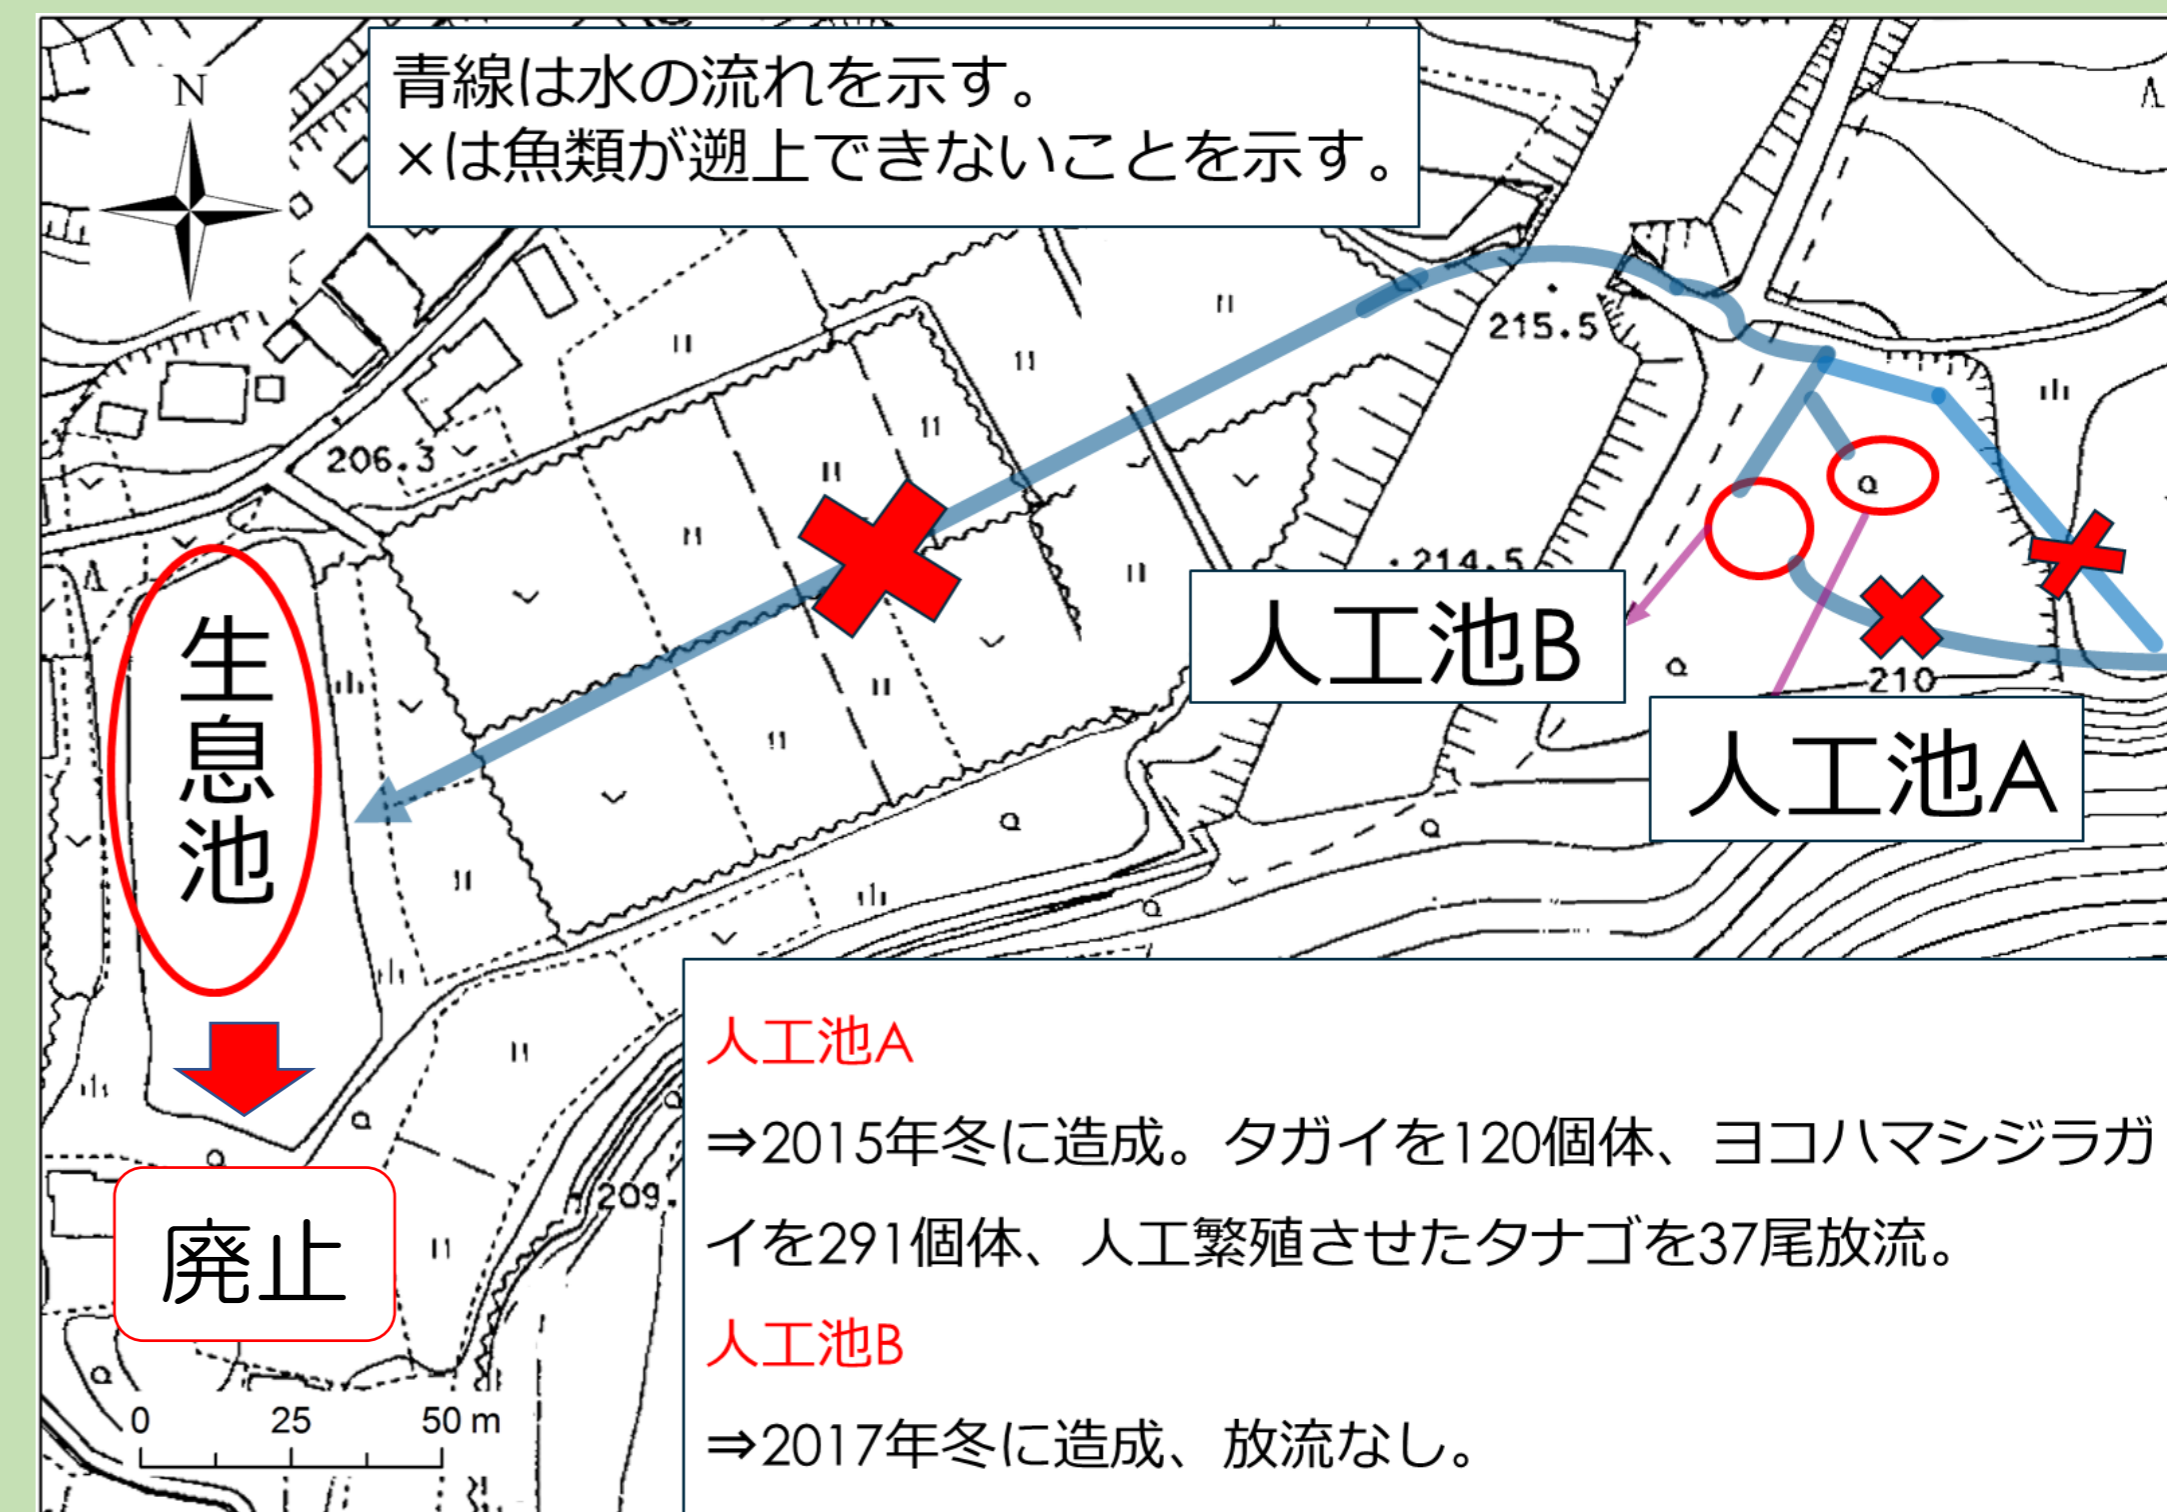 青線は水の流れを示す。
×は魚類が遡上できないことを示す。
N
215.5
206.3
214.5
人工池B
生息池
210
人工池A
人工池A
⇒2015年冬に造成。タガイを120個体、ヨコハマシジラガ
イを291個体、人工繁殖させたタナゴを37尾放流。
209.
廃止
人工池B
⇒2017年冬に造成、放流なし。
0 25 50 m